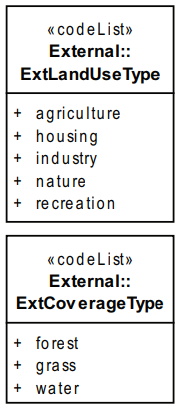 «codeList»
External::
ExtLandUseType
+ agriculture
+ housing
+ industry
+ nature
+ recreation
«codeList»
External::
ExtCoverageType
+ forest
+ grass
+ water